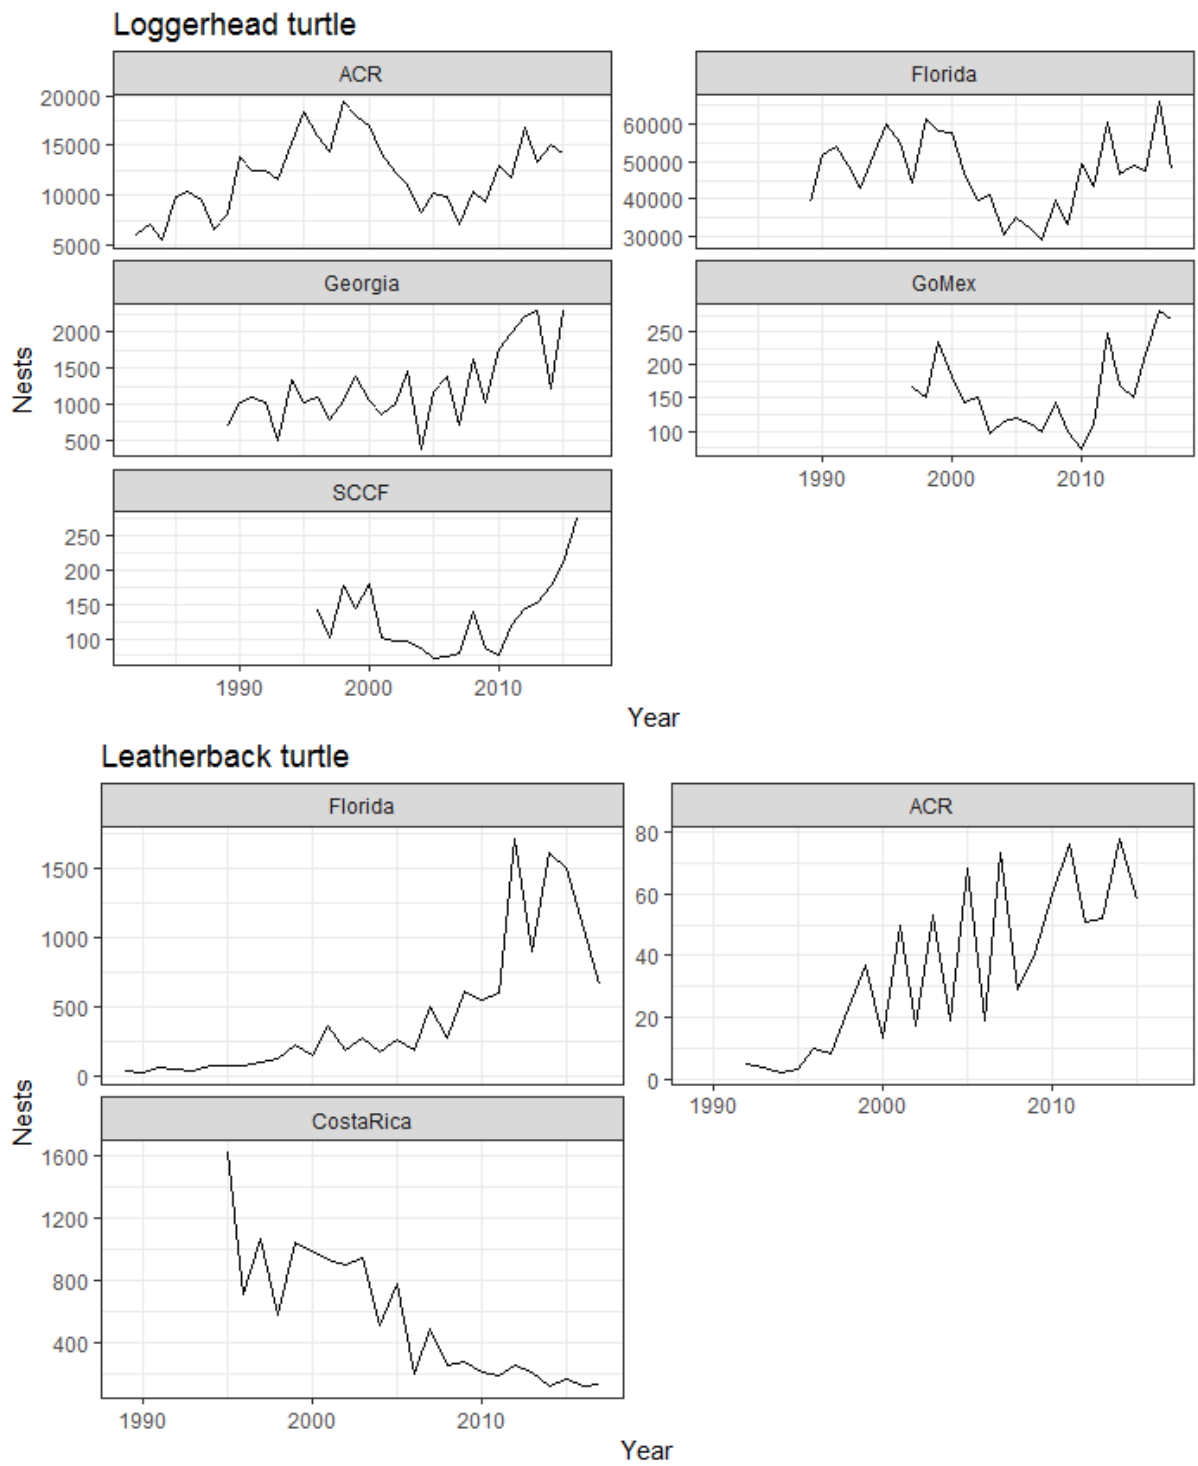 Loggerhead turtle
ACR
Florida
20000
15000
10000
5000
60000
50000
40000
30000
Georgia
GoMex
2000
1500
1000
500
250
200
150
100
1990 2000 2010
SCCF
250
200
150
100
1990 2000 2010
Nests
Year
Leatherback turtle
Florida
ACR
1500
1000
500
0
80
60
40
20
0
1990 2000 2010
CostaRica
1600
1200
800
400
1990 2000 2010
Nests
Year